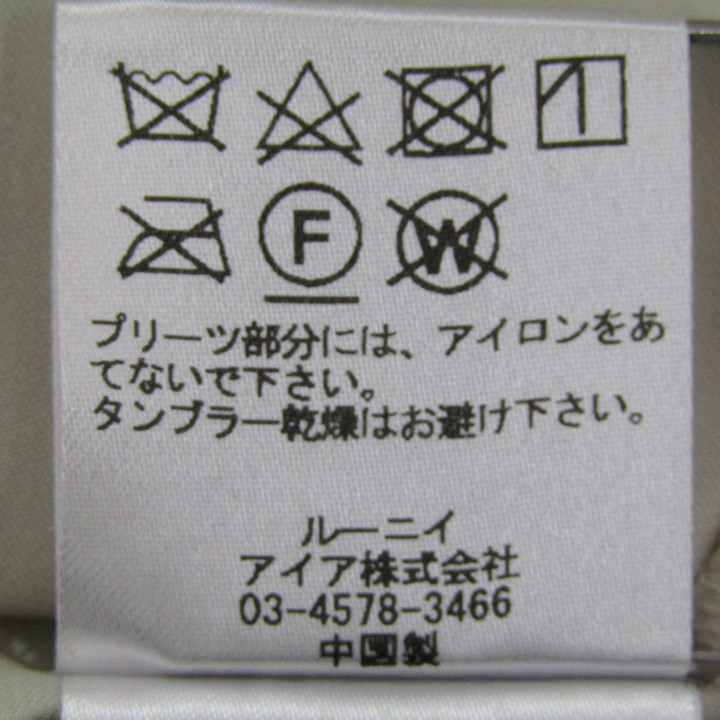 F W
プリーツ部分には、アイロンをあ
てないで下さい。
タンブラー乾燥はお避け下さい。
ルーニィ
アイア株式会社
03-4578-3466
中国製